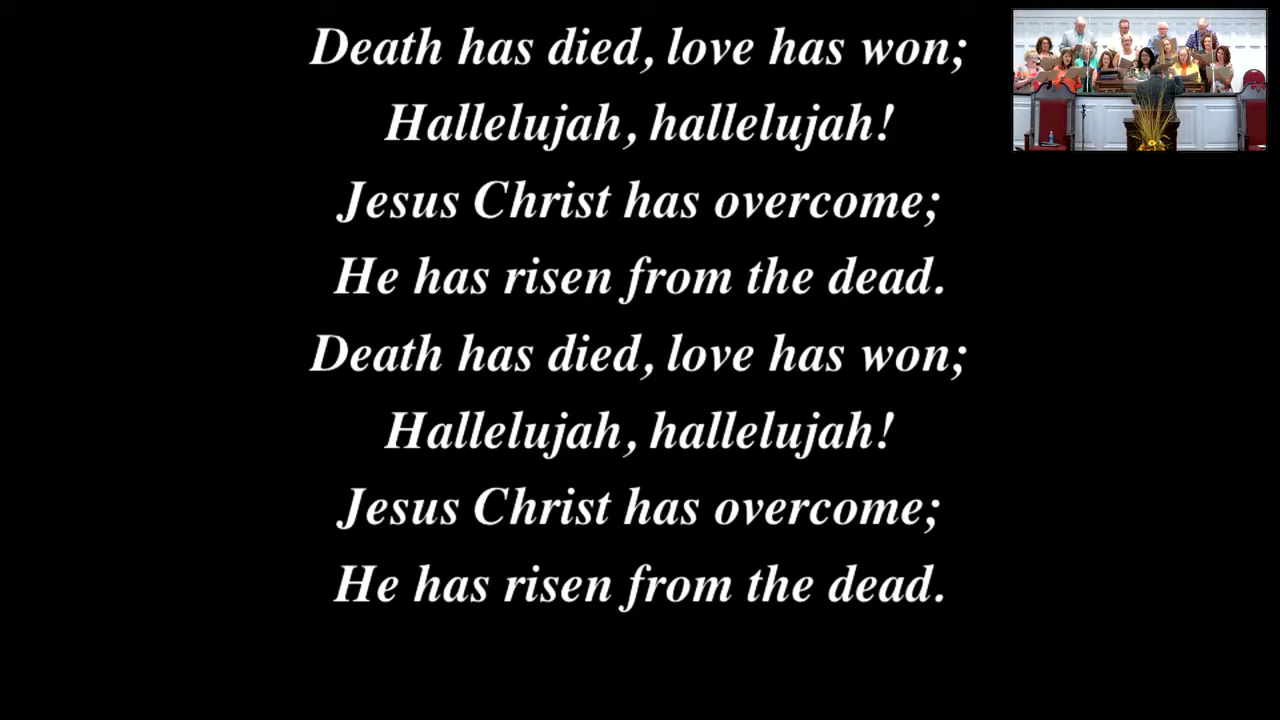 Death has died, love has won;
Hallelujah, hallelujah!
Jesus Christ has overcome;
He has risen from the dead.
Death has died, love has won;
Hallelujah, hallelujah!
Jesus Christ has overcome;
He has risen from the dead.